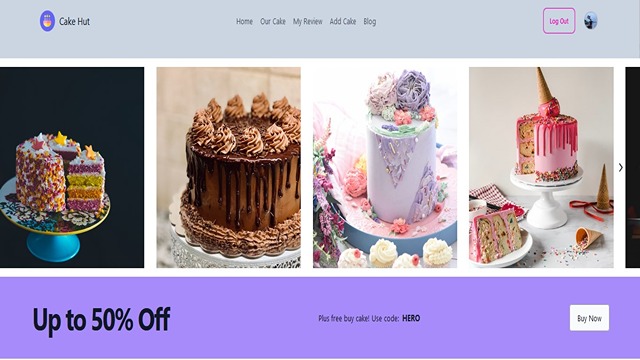 Cake Hut
Home Our Cake My Review Add Cake Blog
Log Out
Up to 50% Off
Plus free buy cake! Use code: HERO
Buy Now